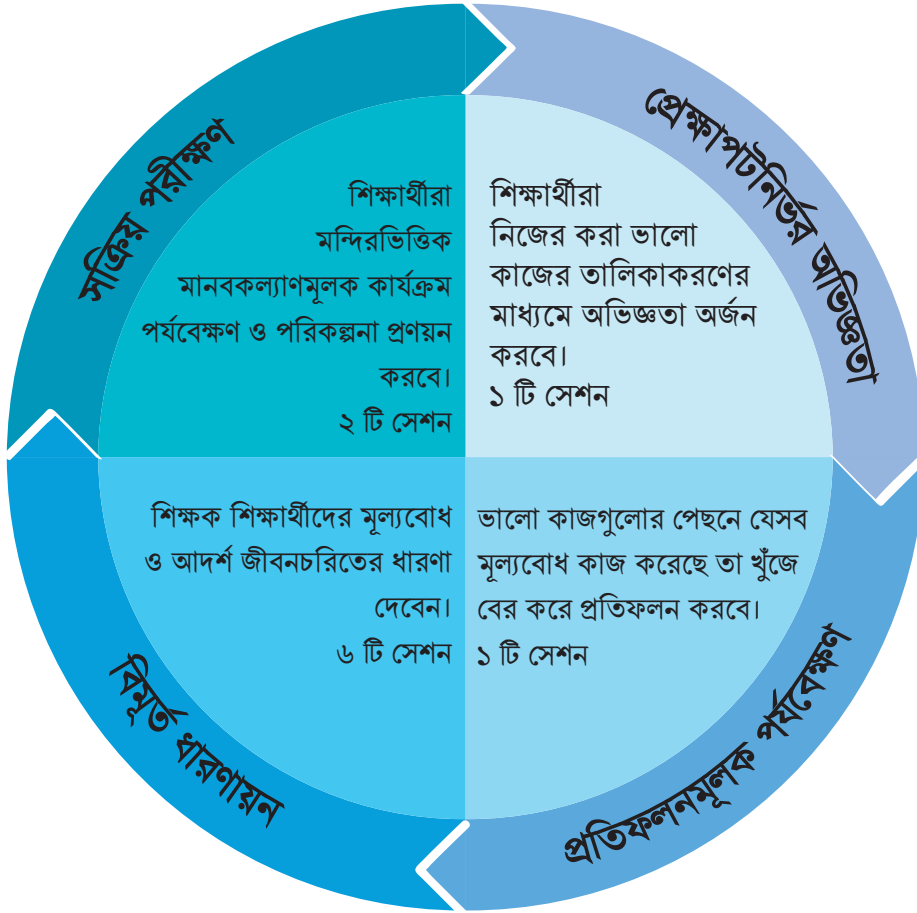 প্রেক্ষাপটনির্ভর অভিজ্ঞতা
শিক্ষার্থীরা
নিজের করা ভালো
কাজের তালিকাকরণের
মাধ্যমে অভিজ্ঞতা অর্জন
করবে।
১ টি সেশন
প্রতিফলনমূলক পর্যবেক্ষণ
ভালো কাজগুলোর পেছনে যেসব
মূল্যবোধ কাজ করেছে তা খুঁজে
বের করে প্রতিফলন করবে।
১ টি সেশন
বিমূর্ত ধারণায়ন
শিক্ষক শিক্ষার্থীদের মূল্যবোধ
ও আদর্শ জীবনচরিতের ধারণা
দেবেন।
৬ টি সেশন
সক্রিয় পরীক্ষণ
শিক্ষার্থীরা
মন্দিরভিত্তিক
মানবকল্যাণমূলক কার্যক্রম
পর্যবেক্ষণ ও পরিকল্পনা প্রণয়ন
করবে।
২ টি সেশন